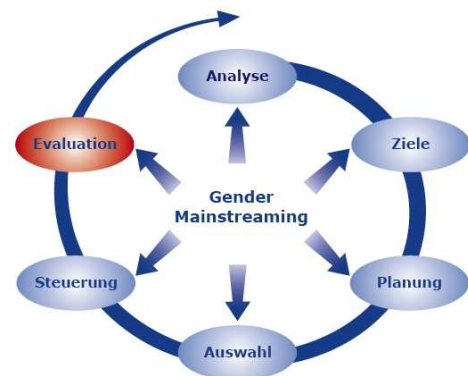 Analyse
Evaluation
Ziele
Gender
Mainstreaming
Steuerung
Planung
Auswahl